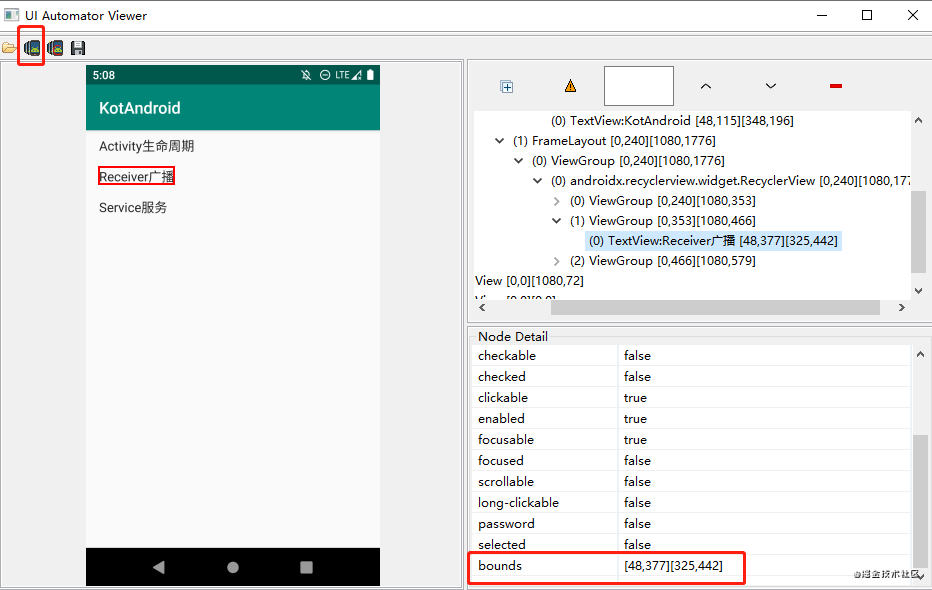 UI Automator Viewer
5:08
LTE
KotAndroid
Activity生命周期
Receiver广播
Service服务
(0) TextView:KotAndroid [48,115][348,196]
(1) FrameLayout [0,240][1080,1776]
(0) ViewGroup [0,240][1080,1776]
(0) androidx.recyclerview.widget.RecyclerView [0,240][1080,177
(0) ViewGroup [0,240][1080,353]
(1) ViewGroup [0,353][1080,466]
(0) TextView:Receiver广播 [48,377][325,442]
(2) ViewGroup [0,466][1080,579]
View [0,0][1080,72]
Node Detail
checkable false
checked false
clickable true
enabled true
focusable true
focused false
scrollable false
long-clickable false
password false
selected false
bounds [48,377][325,442]
@掘金技术社区